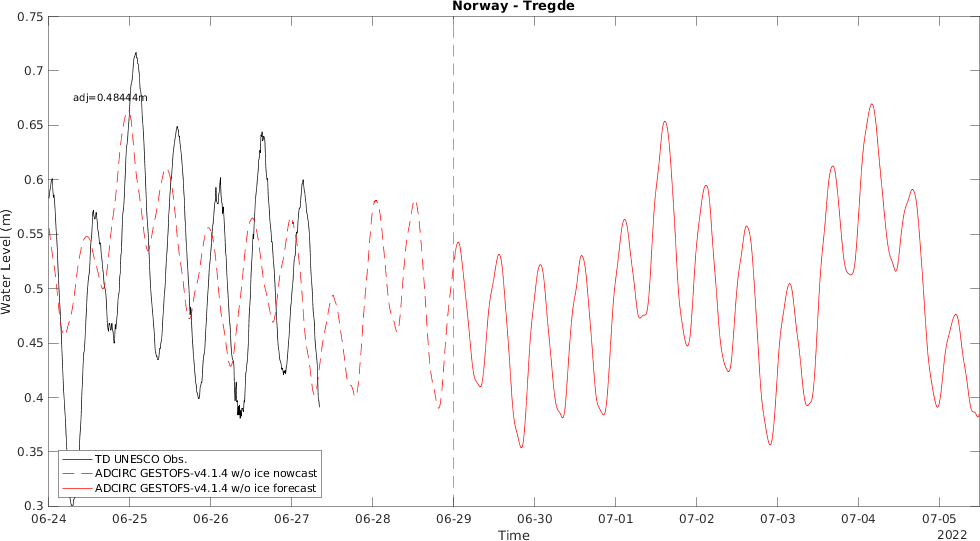 Norway - Tregde
0.75
0.7
0.65
0.6
0.55
0.5
0.45
0.4
0.35
0.3
Water Level (m)
adj=0.48444m
TD UNESCO Obs.
ADCIRC GESTOFS-v4.1.4 w/o ice nowcast
ADCIRC GESTOFS-v4.1.4 w/o ice forecast
06-24 06-25 06-26 06-27 06-28 06-29 06-30 07-01 07-02 07-03 07-04 07-05
Time
2022